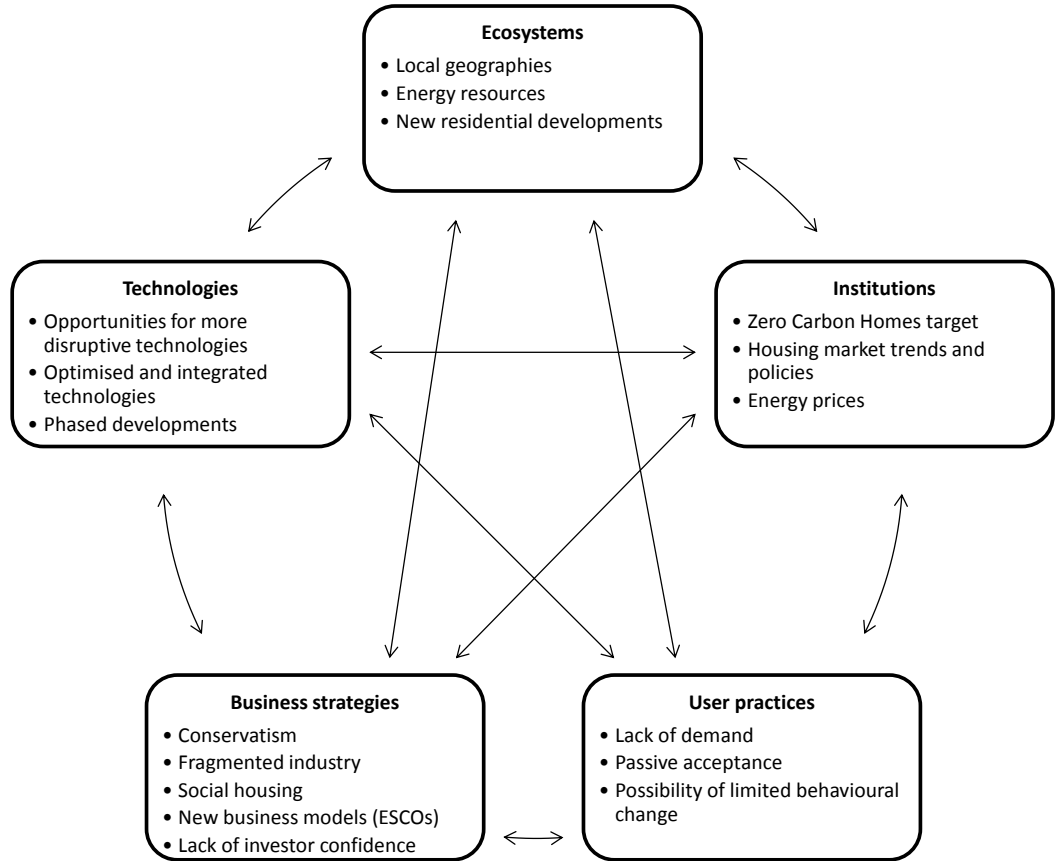 Ecosystems
• Local geographies
• Energy resources
• New residential developments
Technologies
• Opportunities for more
disruptive technologies
• Optimised and integrated
technologies
• Phased developments
Institutions
• Zero Carbon Homes target
• Housing market trends and
policies
• Energy prices
Business strategies
• Conservatism
• Fragmented industry
• Social housing
• New business models (ESCOs)
• Lack of investor confidence
User practices
• Lack of demand
• Passive acceptance
• Possibility of limited behavioural
change